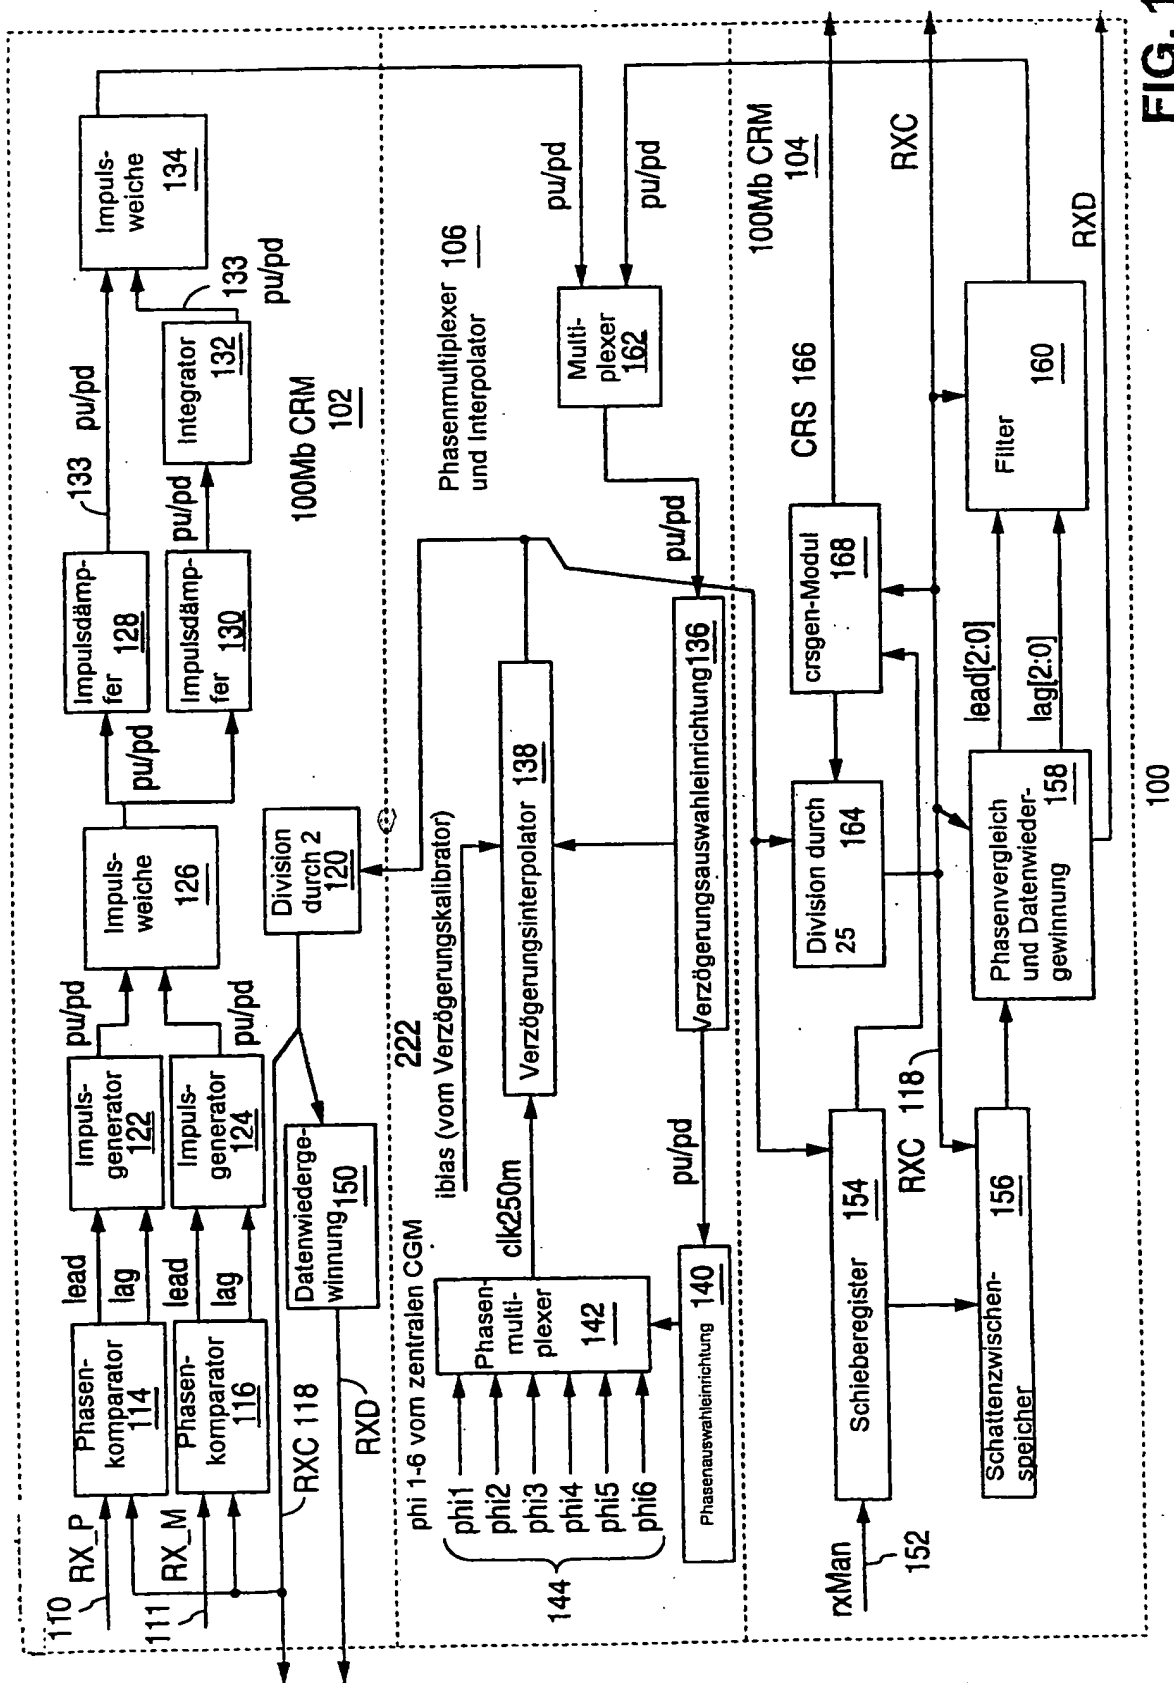 110
RX_P
111
RX_M
Phasen-
komparator
114
Phasen-
komparator
116
lead
lag
lead
lag
Impuls-
generator
122
Impuls-
generator
124
pu/pd
pu/pd
Impuls-
weiche
126
pu/pd
Impulsdämp-
fer 128
Impulsdämp-
fer 130
133
pu/pd
pu/pd
Integrator
132
133
pu/pd
Impuls-
weiche
134
100Mb CRM
102
Division
durch 2
120
Datenwiederge-
winnung 150
RXC 118
RXD
phi 1-6 vom zentralen CGM
222
ibias (vom Verzögerungskalibrator)
phi1
phi2
phi3
phi4
phi5
phi6
144
Phasen-
multi-
plexer
142
clk250m
Verzögerungsinterpolator 138
Phasenmultiplexer
und Interpolator
106
pu/pd
pu/pd
Multi-
plexer
162
pu/pd
Verzögerungsauswahleinrichtung 136
pu/pd
Phasenauswahleinrichtung 140
100Mb CRM
104
rxMan
152
Schieberegister 154
Schattenzwischen-
speicher
156
RXC 118
Division durch
25
164
crsgen-Modul
168
CRS 166
Phasenvergleich
und Datenwieder-
gewinnung
158
lead[2:0]
lag[2:0]
Filter
160
RXC
RXD
100
FIG. 1